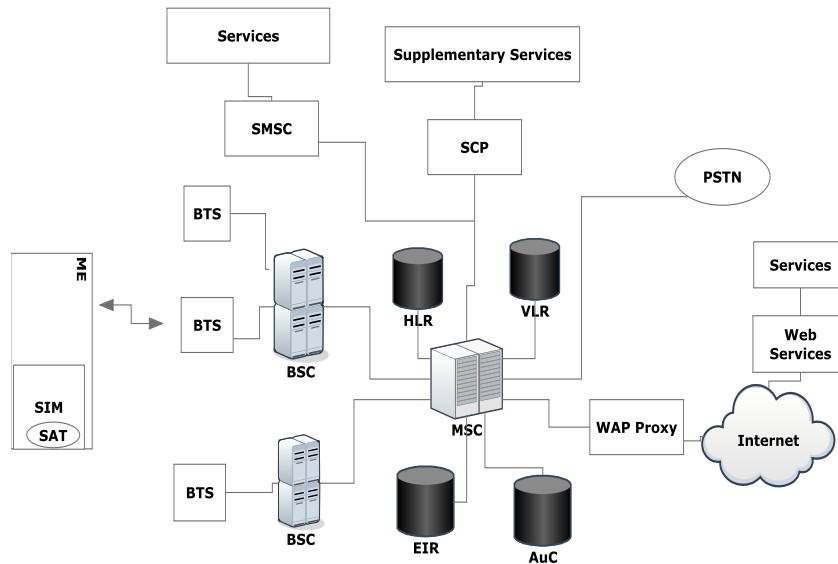 Services
Supplementary Services
SMSC
SCP
PSTN
BTS
ME
Services
HLR
VLR
BTS
Web
Services
BSC
SIM
SAT
MSC
WAP Proxy
Internet
BTS
BSC
EIR
AuC